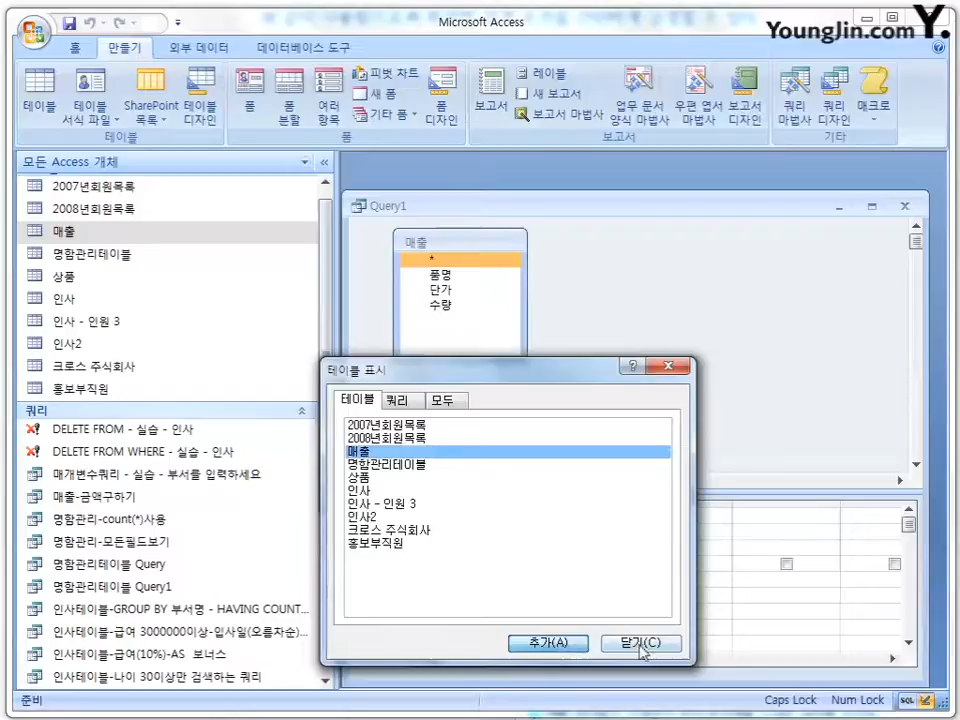 Microsoft Access
YoungJin.com Y.
홈 만들기 외부 데이터 데이터베이스 도구
테이블
테이블 서식 파일
SharePoint 목록
테이블 디자인
테이블
폼
폼 분할
여러 항목
피벗 차트
새 폼
기타 폼
폼 디자인
폼
보고서
레이블
새 보고서
보고서 마법사
업무 문서 양식 마법사
우편 엽서 마법사
보고서 디자인
보고서
쿼리 마법사
쿼리 디자인
매크로
기타
모든 Access 개체
2007년회원목록
2008년회원목록
매출
명함관리테이블
상품
인사
인사 - 인원 3
인사2
크로스 주식회사
홍보부직원
쿼리
DELETE FROM - 실습 - 인사
DELETE FROM WHERE - 실습 - 인사
매개변수쿼리 - 실습 - 부서를 입력하세요
매출-금액구하기
명함관리-count(*)사용
명함관리-모든필드보기
명함관리테이블 Query
명함관리테이블 Query1
인사테이블-GROUP BY 부서명 - HAVING COUNT...
인사테이블-급여 3000000이상-입사일(오름차순)...
인사테이블-급여(10%)-AS 보너스
인사테이블-나이 30이상만 검색하는 쿼리
Query1
매출
*
품명
단가
수량
테이블 표시
테이블 쿼리 모두
2007년회원목록
2008년회원목록
매출
명함관리테이블
상품
인사
인사 - 인원 3
인사2
크로스 주식회사
홍보부직원
추가(A) 닫기(C)
준비
Caps Lock Num Lock SQL